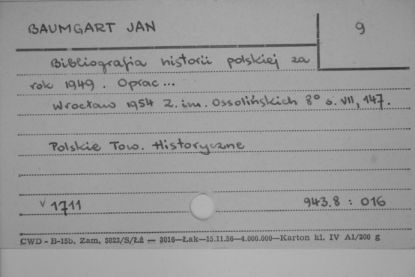 BAUMGART JAN 9
Bibliografia historii polskiej za
rok 1949. Oprac...
Wrocław 1954 Z. im. Ossolińskich 8° s. VII, 147.
Polskie Tow. Historyczne
V 1711 943.8 : 016
CWD - B-15b. Zam. 5023/S/Ł4 — 3016—Łak—15.11.56—4.000.000—Karton kl. IV A1/200 g